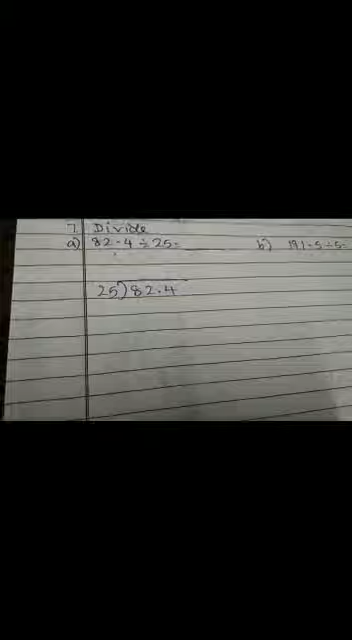 7. Divide
a) 82.4 ÷ 25= b) 191.5 ÷ 5=
25)82.4